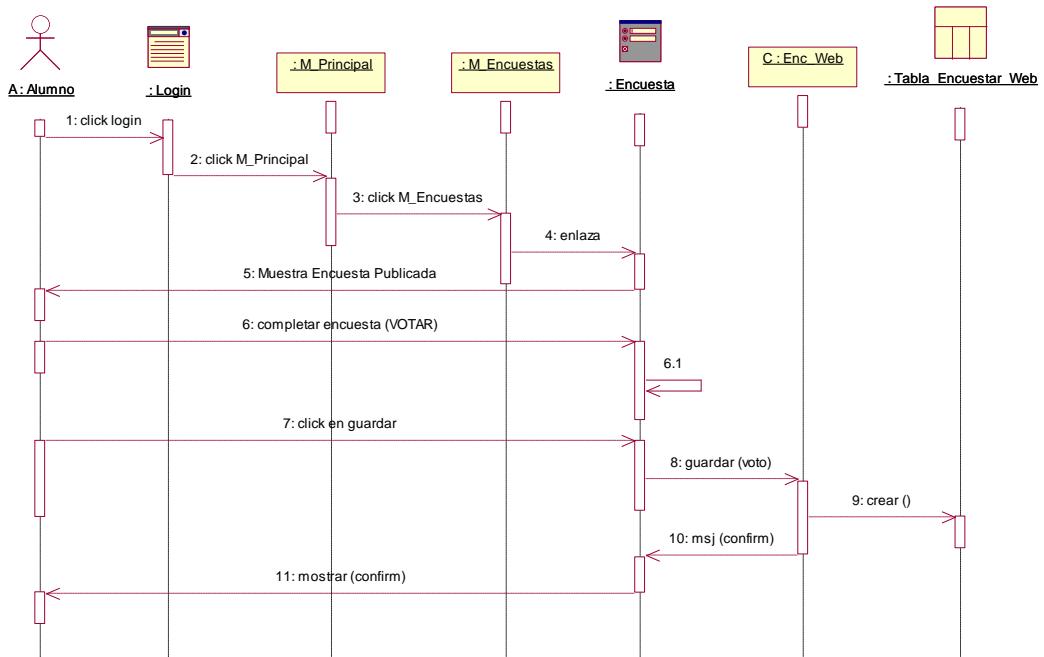 A : Alumno
: Login
: M_Principal
: M_Encuestas
: Encuesta
C : Enc_Web
: Tabla_Encuestar_Web
1: click login
2: click M_Principal
3: click M_Encuestas
4: enlaza
5: Muestra Encuesta Publicada
6: completar encuesta (VOTAR)
6.1
7: click en guardar
8: guardar (voto)
9: crear ()
10: msj (confirm)
11: mostrar (confirm)